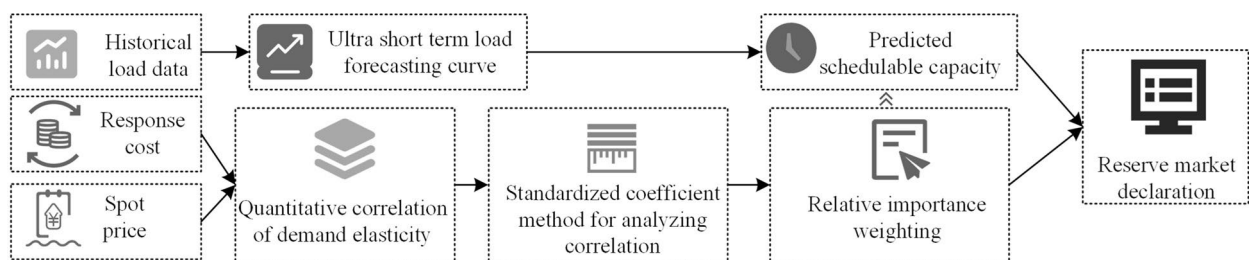 Historical
load data
Ultra short term load
forecasting curve
Predicted
schedulable capacity
Response
cost
Spot
price
¥
Quantitative correlation
of demand elasticity
Standardized coefficient
method for analyzing
correlation
Relative importance
weighting
Reserve market
declaration